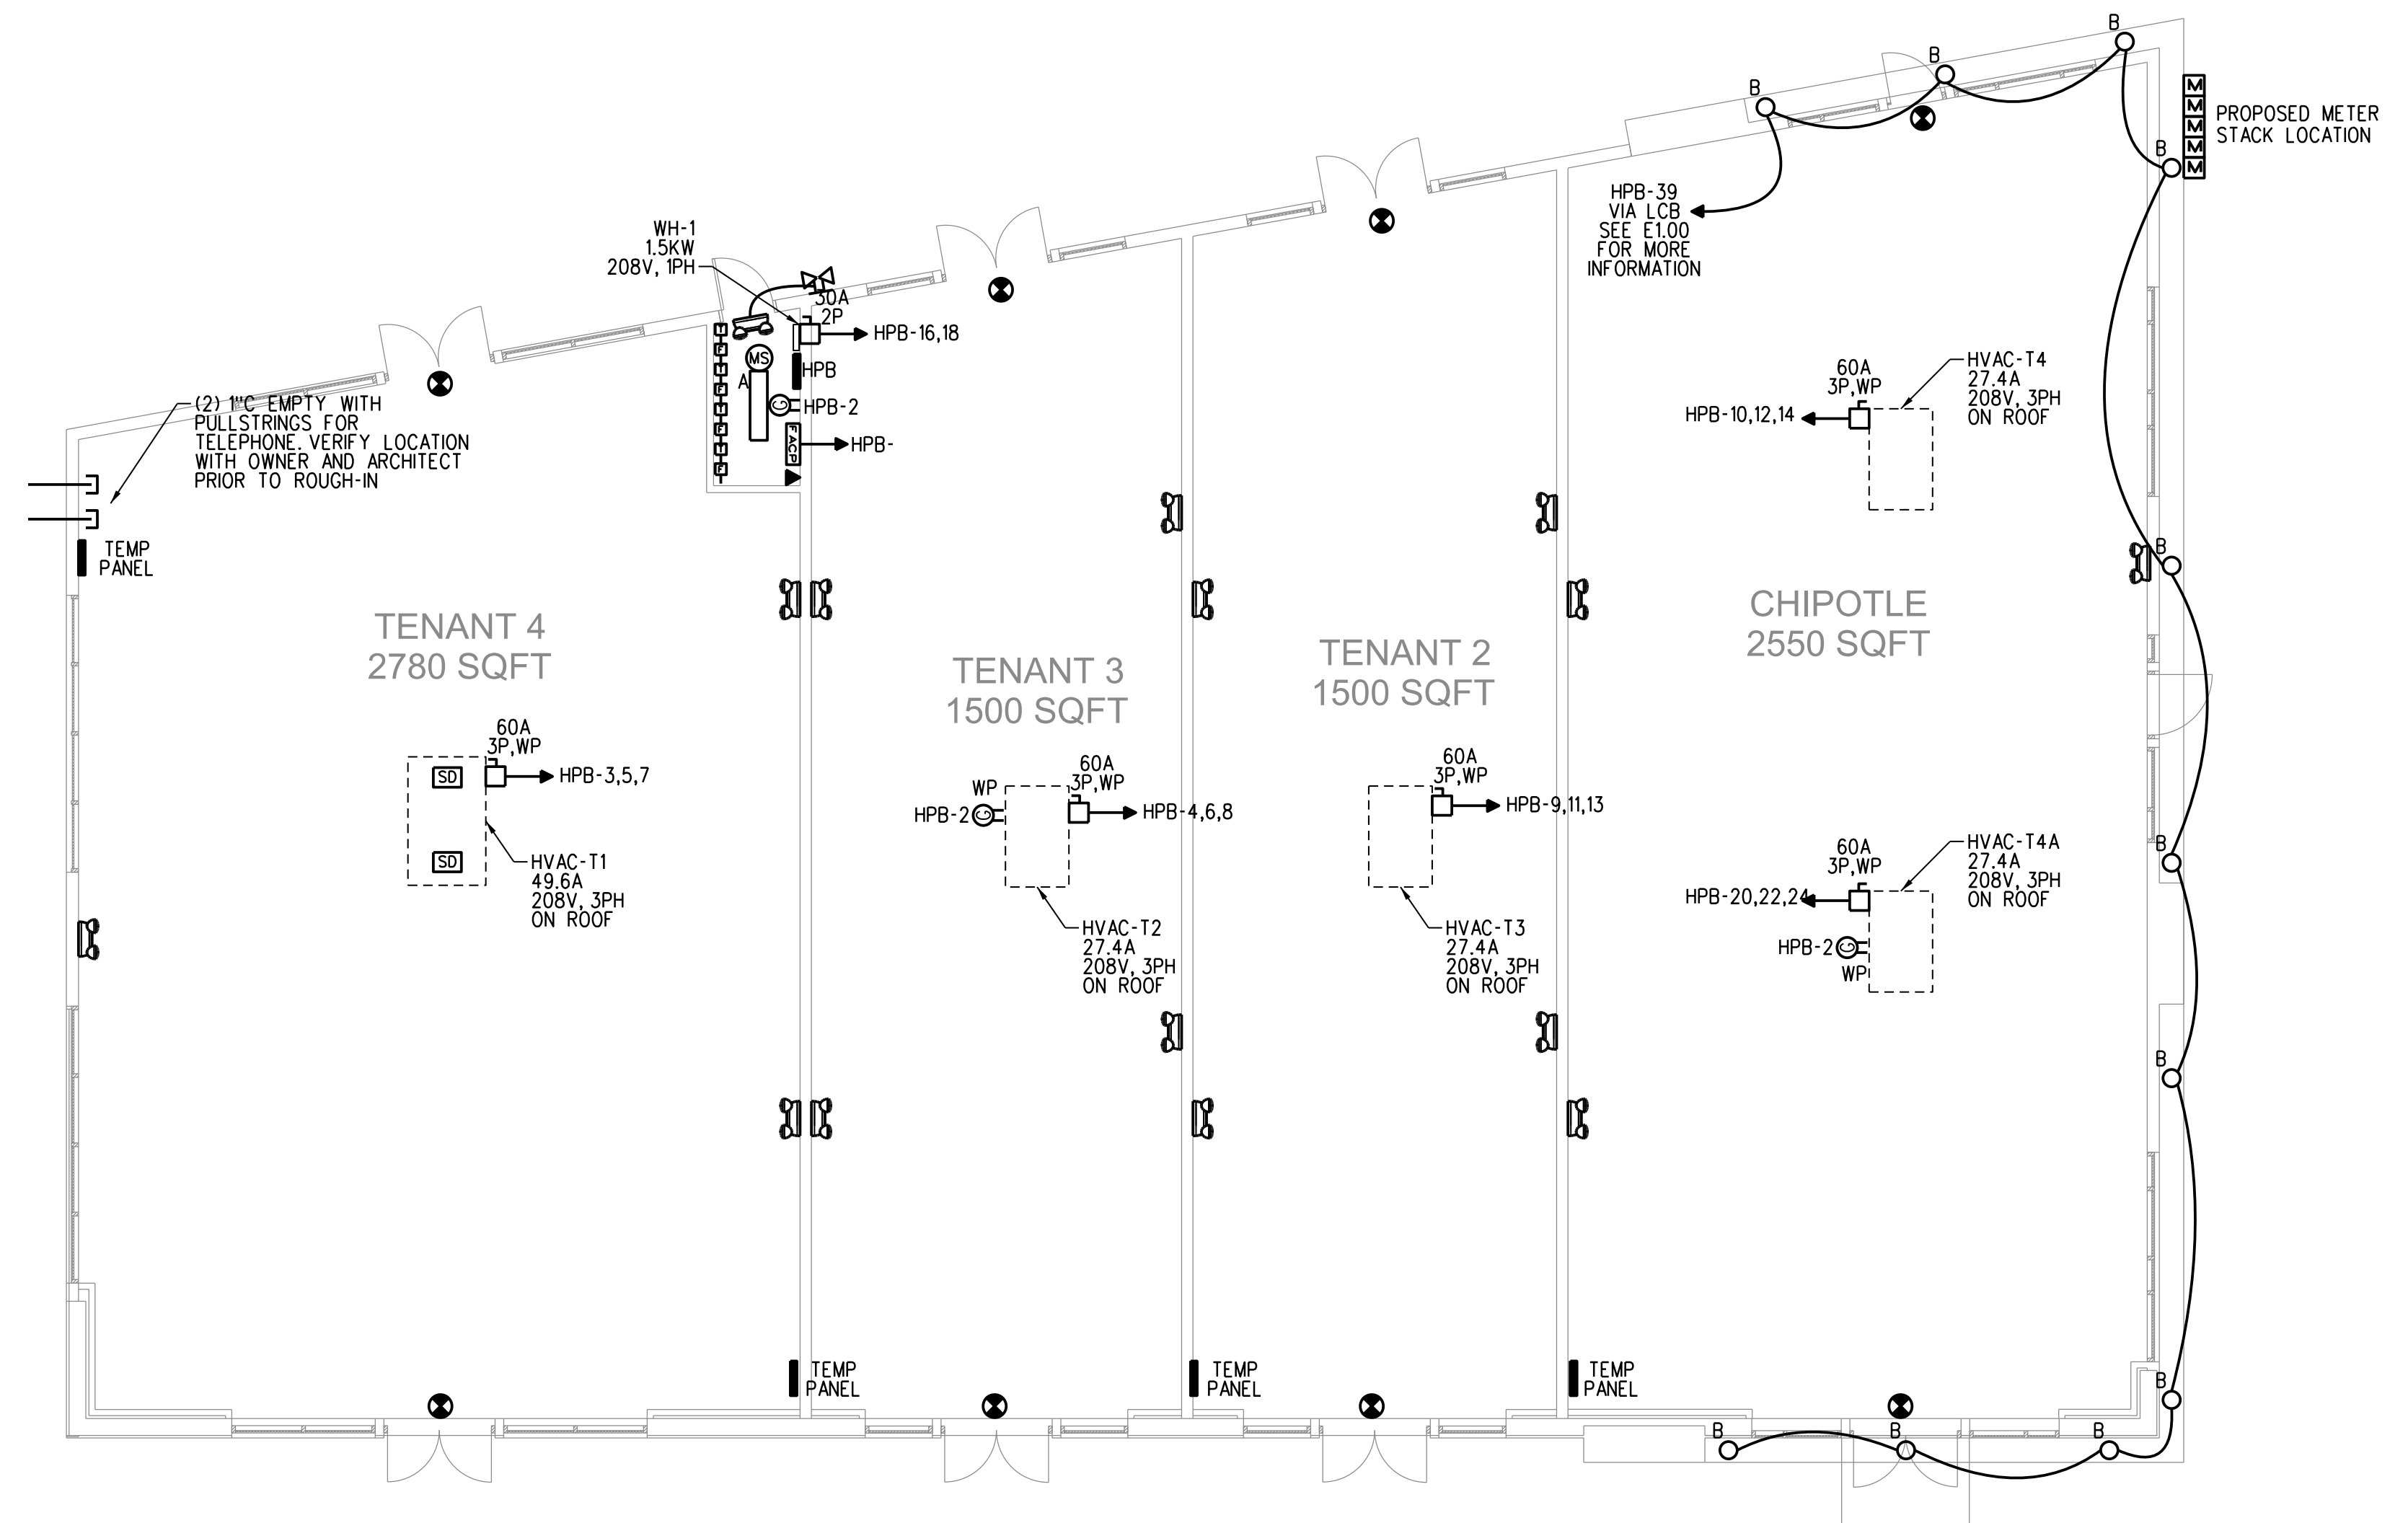 B
B
B
B
M
M
M
M
M
PROPOSED METER
STACK LOCATION
HPB-39
VIA LCB
SEE E1.00
FOR MORE
INFORMATION
WH-1
1.5KW
208V, 1PH
30A
2P
HPB-16,18
MS
A
HPB
G
HPB-2
FACP
HPB-
T
F
T
F
T
F
T
F
(2) 1"C EMPTY WITH
PULLSTRINGS FOR
TELEPHONE. VERIFY LOCATION
WITH OWNER AND ARCHITECT
PRIOR TO ROUGH-IN
TEMP
PANEL
60A
3P,WP
HPB-10,12,14
HVAC-T4
27.4A
208V, 3PH
ON ROOF
B
TENANT 4
2780 SQFT
TENANT 3
1500 SQFT
TENANT 2
1500 SQFT
CHIPOTLE
2550 SQFT
60A
3P,WP
SD
HPB-3,5,7
SD
HVAC-T1
49.6A
208V, 3PH
ON ROOF
WP
HPB-2
G
60A
3P,WP
HPB-4,6,8
HVAC-T2
27.4A
208V, 3PH
ON ROOF
60A
3P,WP
HPB-9,11,13
HVAC-T3
27.4A
208V, 3PH
ON ROOF
60A
3P,WP
HPB-20,22,24
HVAC-T4A
27.4A
208V, 3PH
ON ROOF
HPB-2
G
WP
B
B
TEMP
PANEL
TEMP
PANEL
TEMP
PANEL
B
B
B
B